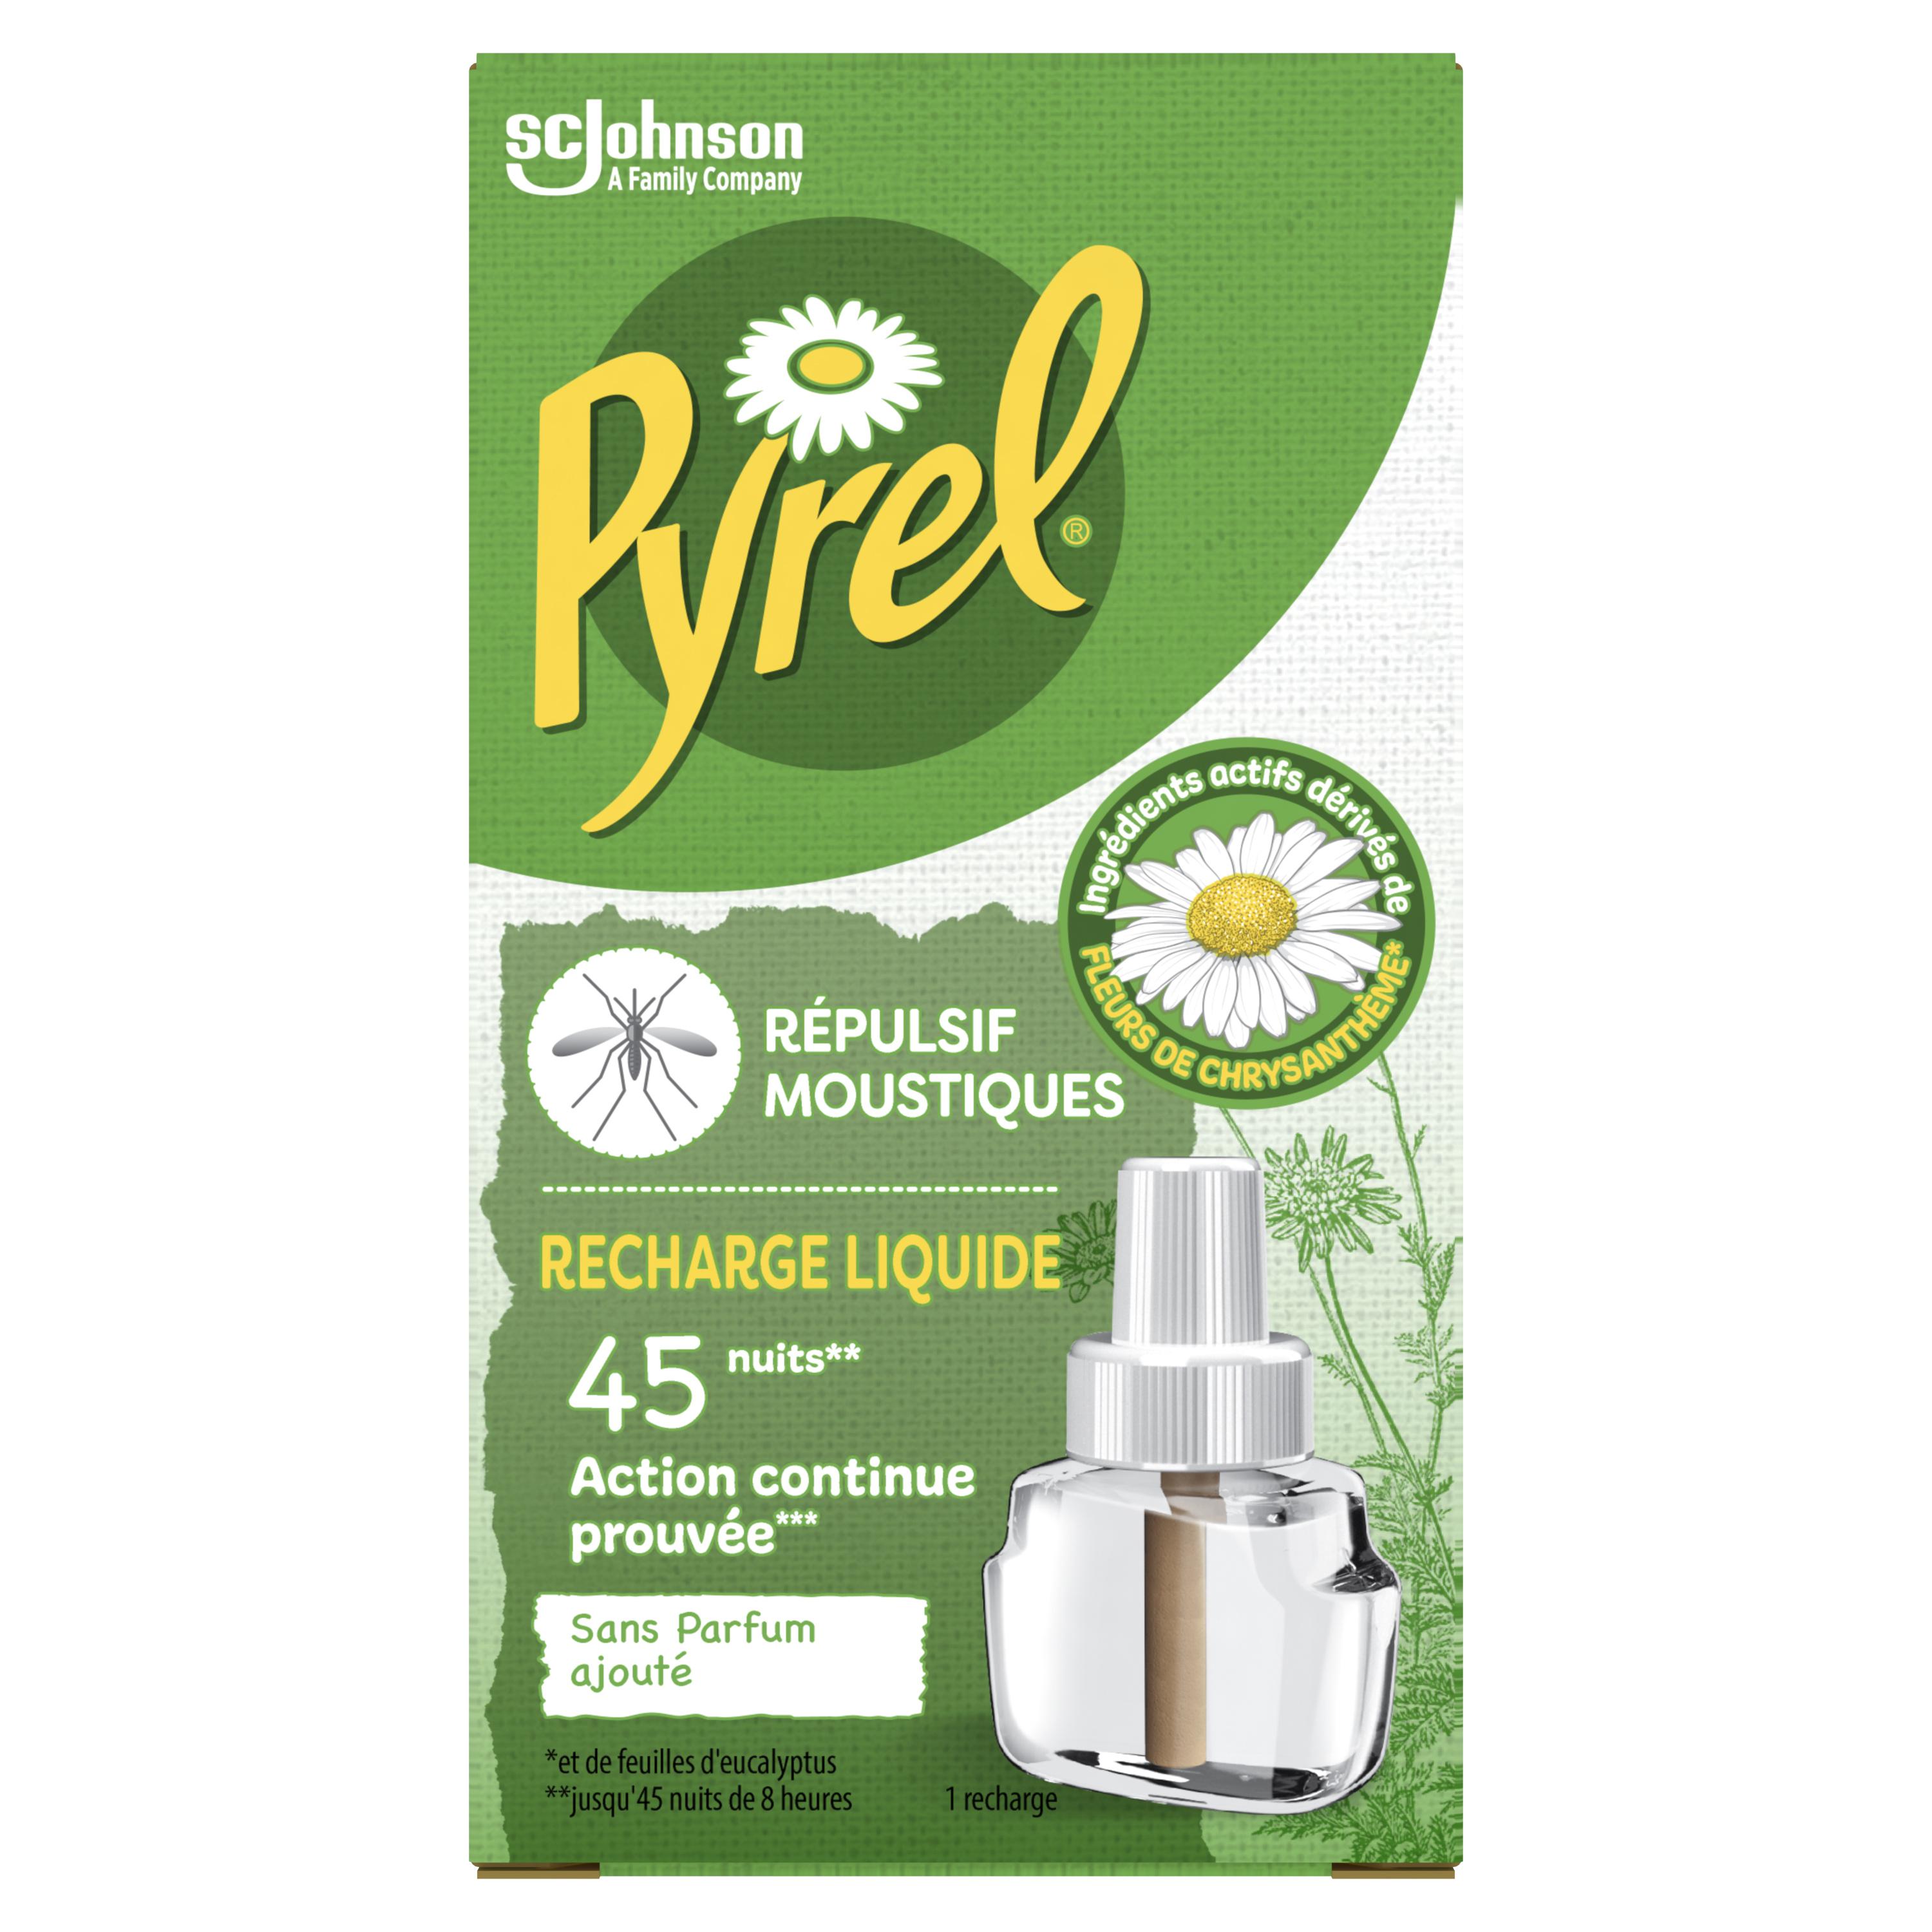 scJohnson
A Family Company
Pyrel®
Ingrédients actifs dérivés de
FLEURS DE CHRYSANTHÈME*
RÉPULSIF
MOUSTIQUES
RECHARGE LIQUIDE
45 nuits**
Action continue
prouvée***
Sans Parfum
ajouté
*et de feuilles d'eucalyptus
**jusqu'45 nuits de 8 heures
1 recharge